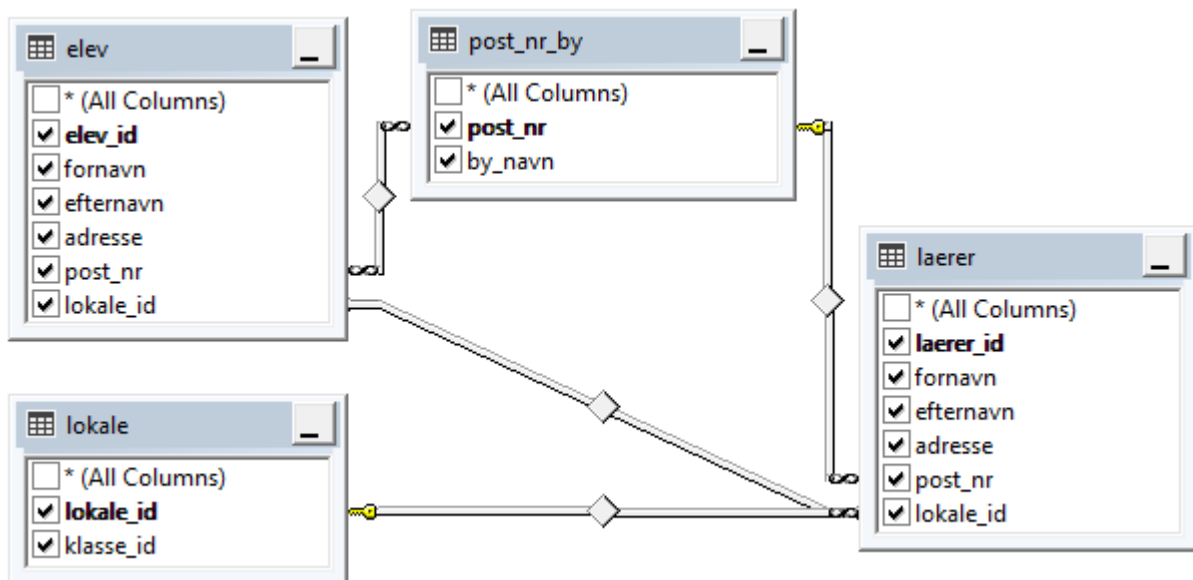 elev
* (All Columns)
elev_id
fornavn
efternavn
adresse
post_nr
lokale_id
post_nr_by
* (All Columns)
post_nr
by_navn
laerer
* (All Columns)
laerer_id
fornavn
efternavn
adresse
post_nr
lokale_id
lokale
* (All Columns)
lokale_id
klasse_id